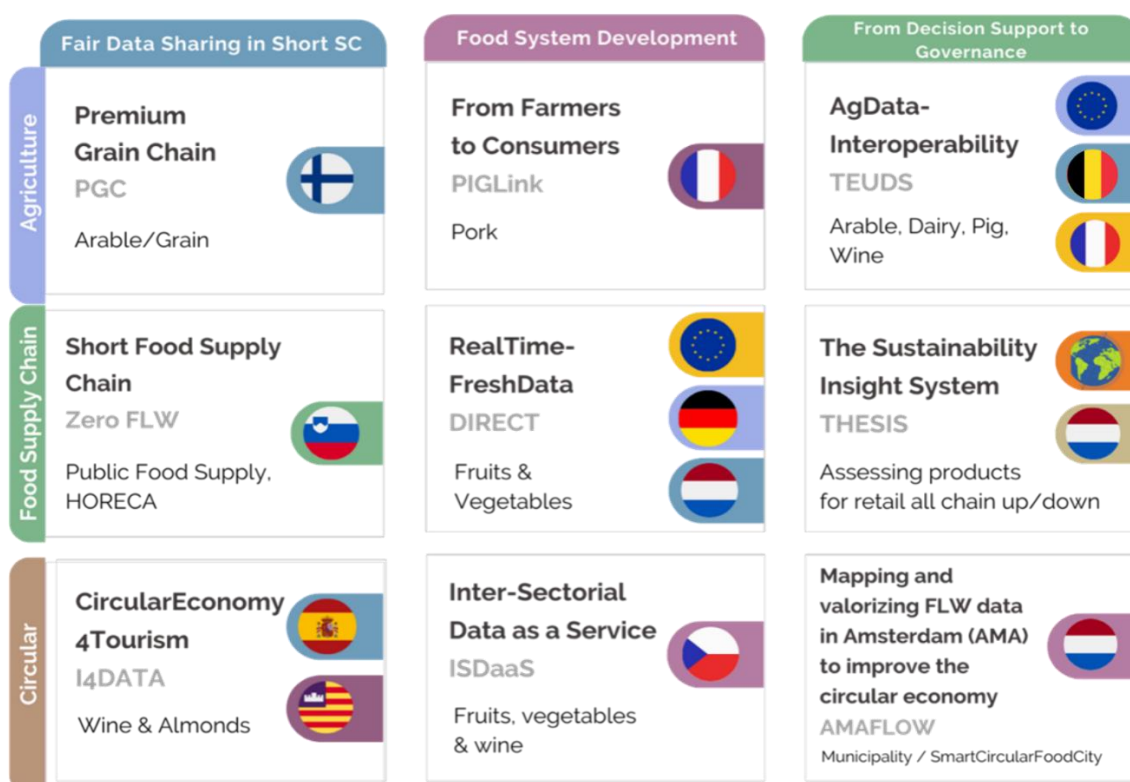 Fair Data Sharing in Short SC
Food System Development
From Decision Support to
Governance
Agriculture
Premium
Grain Chain
PGC
Arable/Grain
From Farmers
to Consumers
PIGLink
Pork
AgData-
Interoperability
TEUDS
Arable, Dairy, Pig,
Wine
Food Supply Chain
Short Food Supply
Chain
Zero FLW
Public Food Supply,
HORECA
RealTime-
FreshData
DIRECT
Fruits &
Vegetables
The Sustainability
Insight System
THESIS
Assessing products
for retail all chain up/down
Circular
CircularEconomy
4Tourism
I4DATA
Wine & Almonds
Inter-Sectorial
Data as a Service
ISDaaS
Fruits, vegetables
& wine
Mapping and
valorizing FLW data
in Amsterdam (AMA)
to improve the
circular economy
AMAFLOW
Municipality / SmartCircularFoodCity